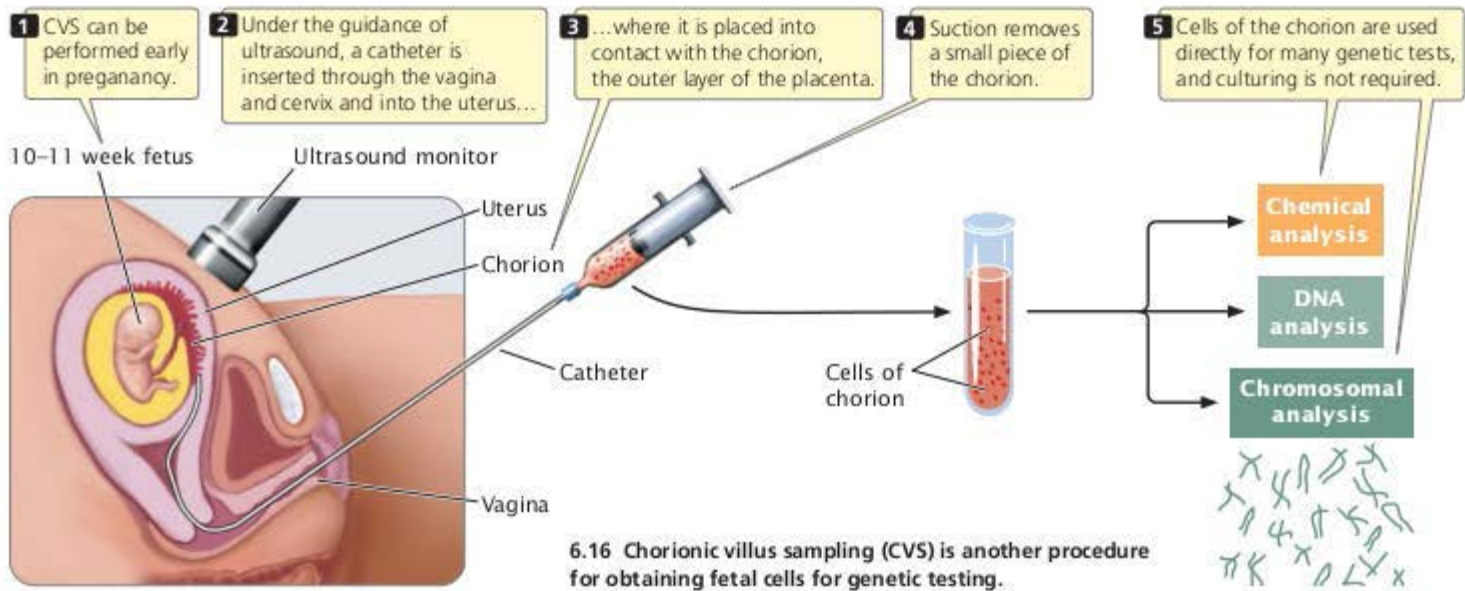 1 CVS can be
performed early
in preganancy.
2 Under the guidance of
ultrasound, a catheter is
inserted through the vagina
and cervix and into the uterus…
3 …where it is placed into
contact with the chorion,
the outer layer of the placenta.
4 Suction removes
a small piece of
the chorion.
5 Cells of the chorion are used
directly for many genetic tests,
and culturing is not required.
10–11 week fetus
Ultrasound monitor
Uterus
Chorion
Catheter
Vagina
Cells of
chorion
Chemical
analysis
DNA
analysis
Chromosomal
analysis
6.16 Chorionic villus sampling (CVS) is another procedure
for obtaining fetal cells for genetic testing.